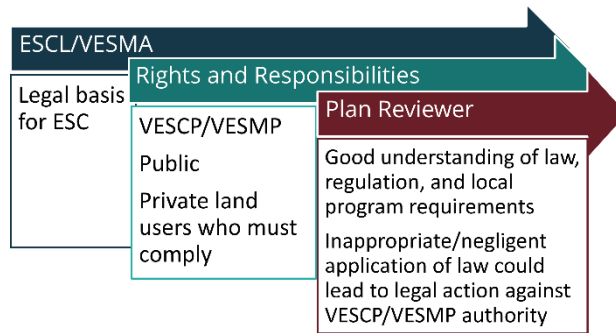 ESCL/VESMA
Legal basis
for ESC
Rights and Responsibilities
VESCP/VESMP
Public
Private land
users who must
comply
Plan Reviewer
Good understanding of law,
regulation, and local
program requirements
Inappropriate/negligent
application of law could
lead to legal action against
VESCP/VESMP authority